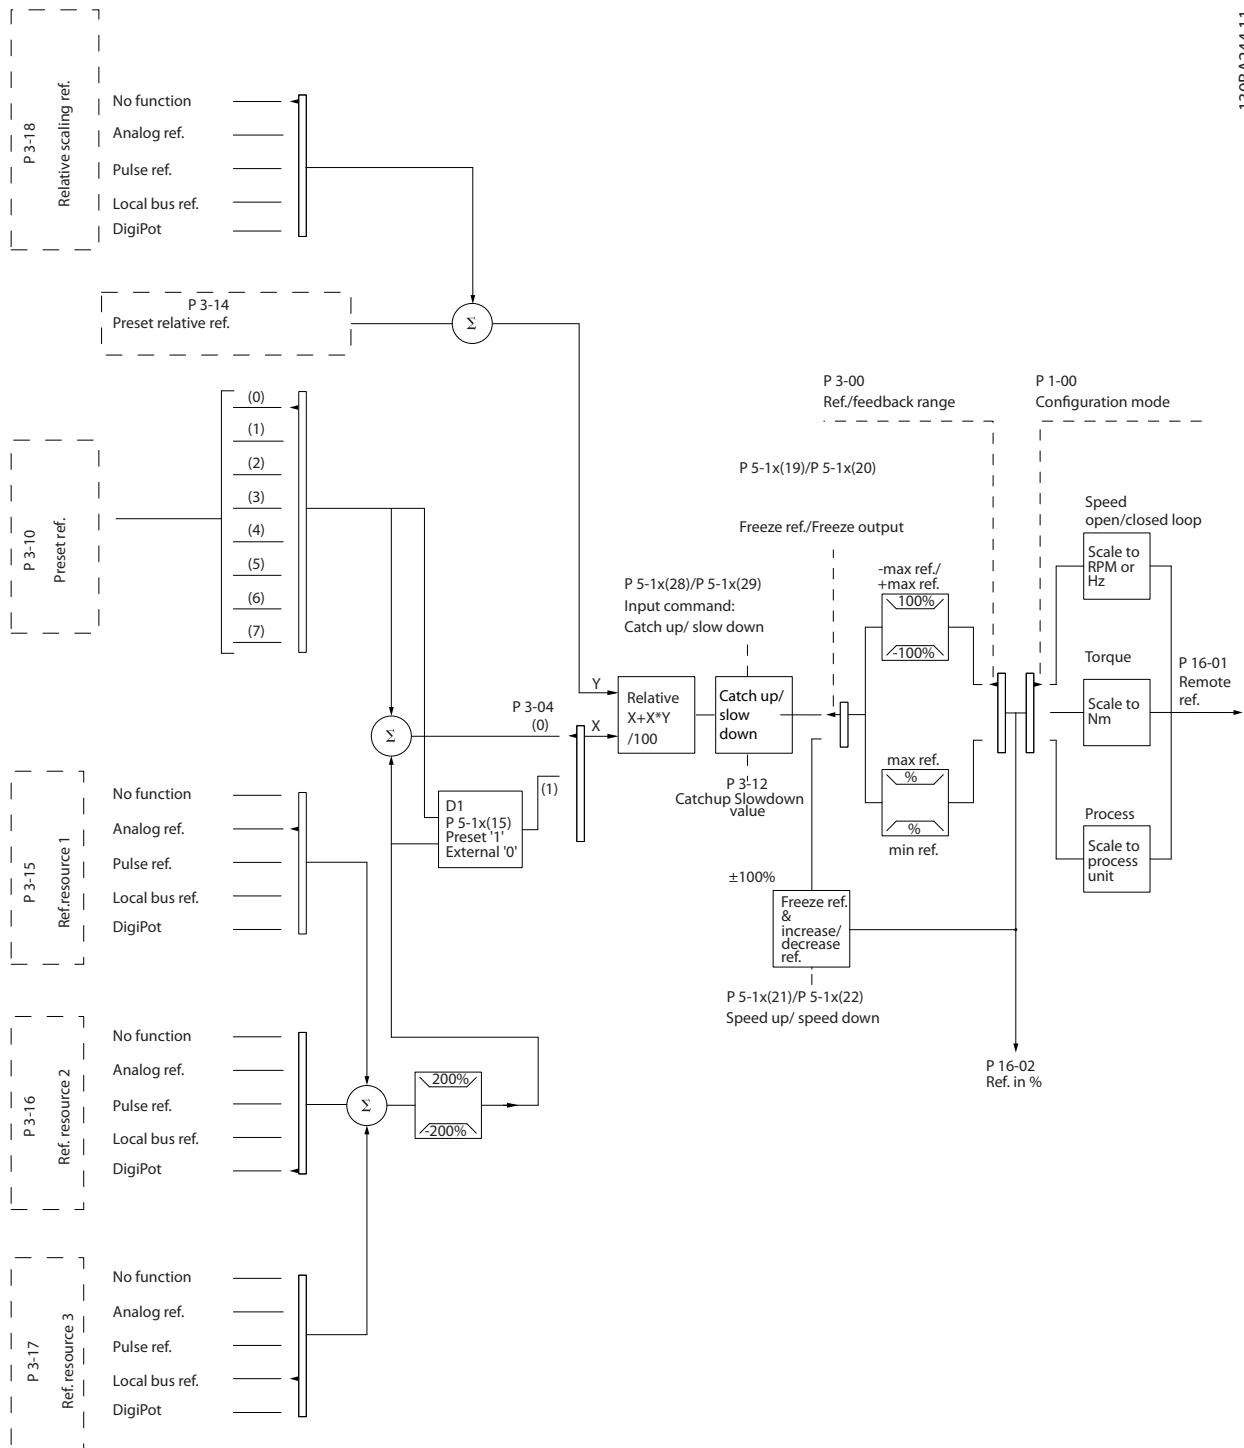 130BA244.11
P 3-18
Relative scaling ref.
No function
Analog ref.
Pulse ref.
Local bus ref.
DigiPot
P 3-14
Preset relative ref.
Σ
P 3-10
Preset ref.
(0)
(1)
(2)
(3)
(4)
(5)
(6)
(7)
P 3-00
Ref./feedback range
P 1-00
Configuration mode
P 5-1x(19)/P 5-1x(20)
Freeze ref./Freeze output
Speed
open/closed loop
Scale to
RPM or
Hz
-max ref./
+max ref.
100%
-100%
P 5-1x(28)/P 5-1x(29)
Input command:
Catch up/ slow down
Y
X
Relative
X+X*Y
/100
Catch up/
slow
down
P 3-12
Catchup Slowdown
value
P 3-04
(0)
(1)
Σ
D1
P 5-1x(15)
Preset '1'
External '0'
Torque
Scale to
Nm
P 16-01
Remote
ref.
max ref.
%
%
min ref.
Process
Scale to
process
unit
±100%
Freeze ref.
&
increase/
decrease
ref.
P 5-1x(21)/P 5-1x(22)
Speed up/ speed down
P 16-02
Ref. in %
P 3-15
Ref.resource 1
No function
Analog ref.
Pulse ref.
Local bus ref.
DigiPot
P 3-16
Ref. resource 2
No function
Analog ref.
Pulse ref.
Local bus ref.
DigiPot
Σ
200%
-200%
P 3-17
Ref. resource 3
No function
Analog ref.
Pulse ref.
Local bus ref.
DigiPot